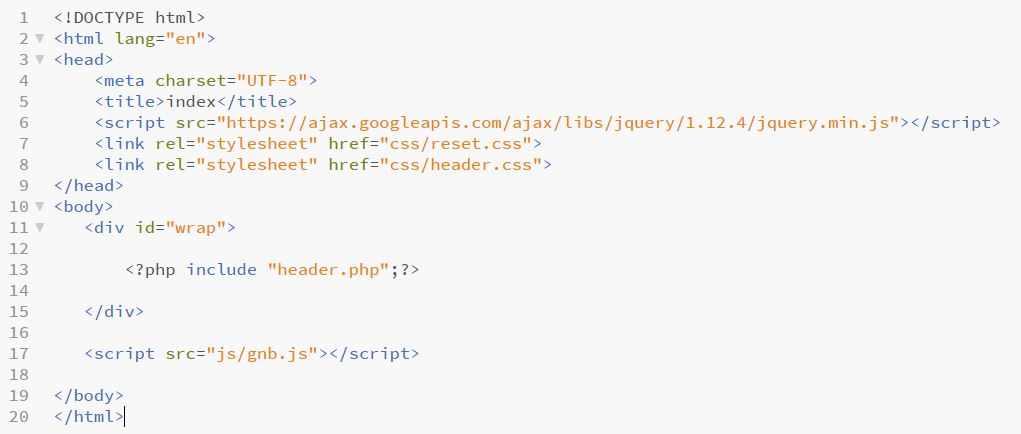 1 <!DOCTYPE html>
2 <html lang="en">
3 <head>
4 <meta charset="UTF-8">
5 <title>index</title>
6 <script src="https://ajax.googleapis.com/ajax/libs/jquery/1.12.4/jquery.min.js"></script>
7 <link rel="stylesheet" href="css/reset.css">
8 <link rel="stylesheet" href="css/header.css">
9 </head>
10 <body>
11 <div id="wrap">
12
13 <?php include "header.php";?>
14
15 </div>
16
17 <script src="js/gnb.js"></script>
18
19 </body>
20 </html>